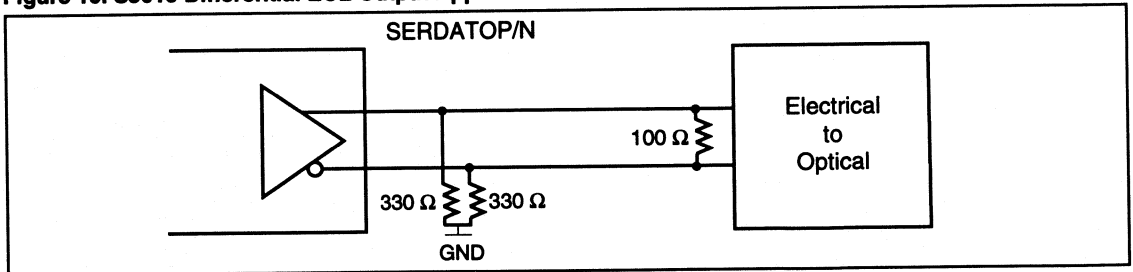 SERDATOP/N
Electrical
to
Optical
100 Ω
330 Ω 330 Ω
GND